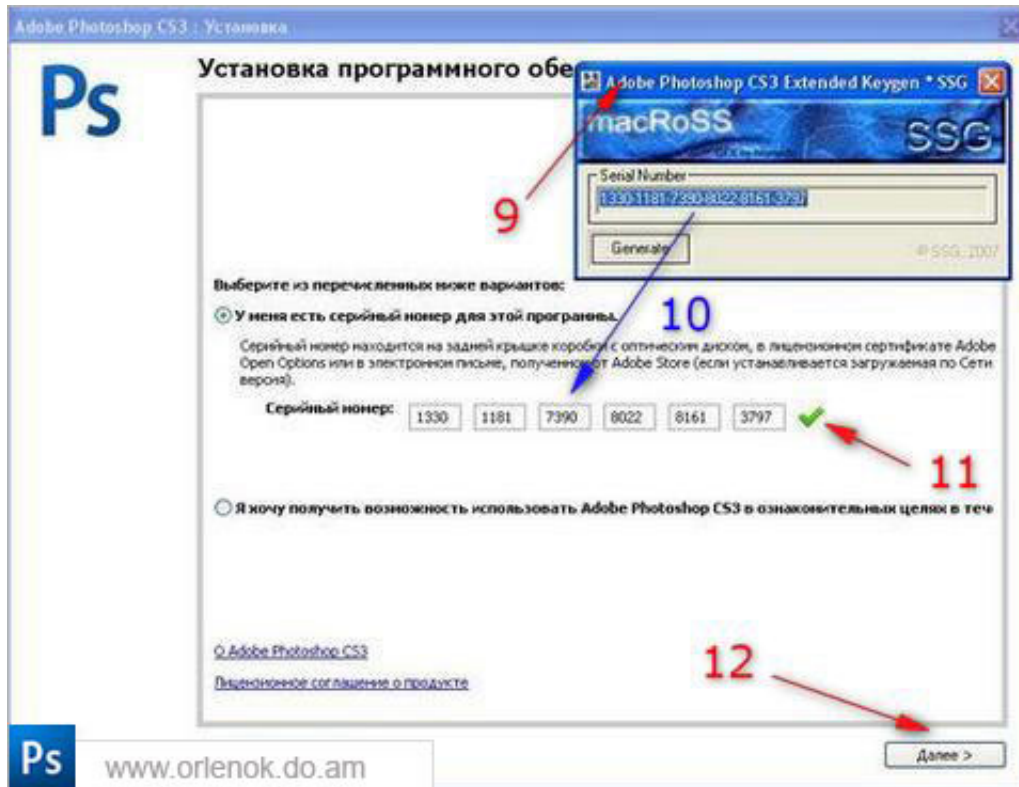 Adobe Photoshop CS3 : Установка
Ps
Установка программного обе
Adobe Photoshop CS3 Extended Keygen * SSG
macRoSS
SSG
Serial Number
1330-1181-7390-8022-8161-3797
Generate
© SSG, 2007
9
10
Выберите из перечисленных ниже вариантов:
У меня есть серийный номер для этой программы.
Серийный номер находится на задней крышке коробки с оптическим диском, в лицензионном сертификате Adobe
Open Options или в электронном письме, полученном от Adobe Store (если устанавливается загружаемая по Сети
версия).
Серийный номер:
1330 1181 7390 8022 8161 3797
11
Я хочу получить возможность использовать Adobe Photoshop CS3 в ознакомительных целях в теч
О Adobe Photoshop CS3
Лицензионное соглашение о продукте
12
Далее >
Ps
www.orlenok.do.am